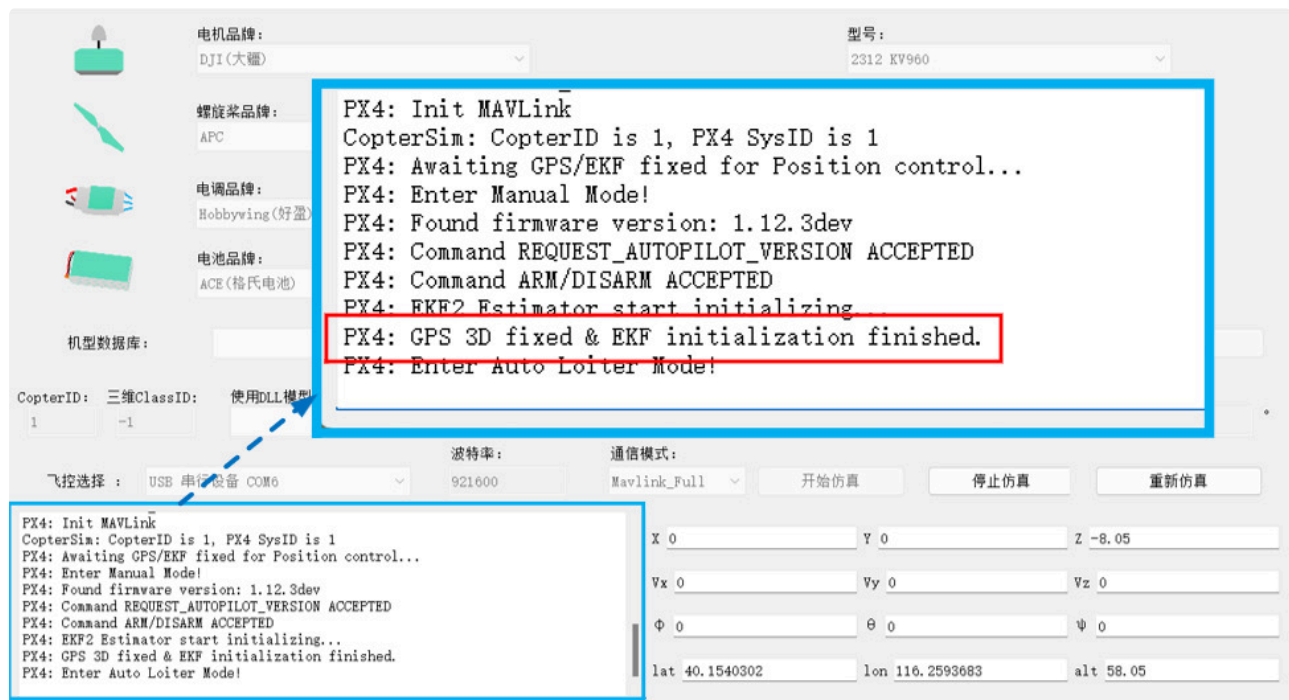 电机品牌：
型号：
DJI(大疆)
2312 KV960
螺旋桨品牌：
APC
电调品牌：
Hobbywing(好盈)
电池品牌：
ACE(格氏电池)
PX4: Init MAVLink
CopterSim: CopterID is 1, PX4 SysID is 1
PX4: Awaiting GPS/EKF fixed for Position control...
PX4: Enter Manual Mode!
PX4: Found firmware version: 1.12.3dev
PX4: Command REQUEST_AUTOPILOT_VERSION ACCEPTED
PX4: Command ARM/DISARM ACCEPTED
PX4: EKF2 Estimator start initializing...
PX4: GPS 3D fixed & EKF initialization finished.
PX4: Enter Auto Loiter Mode!
机型数据库：
CopterID: 三维ClassID: 使用DLL模型
1 -1 °
波特率： 通信模式：
飞控选择 ： USB 串行设备 COM6 921600 Mavlink_Full 开始仿真 停止仿真 重新仿真
PX4: Init MAVLink
CopterSim: CopterID is 1, PX4 SysID is 1
PX4: Awaiting GPS/EKF fixed for Position control...
PX4: Enter Manual Mode!
PX4: Found firmware version: 1.12.3dev
PX4: Command REQUEST_AUTOPILOT_VERSION ACCEPTED
PX4: Command ARM/DISARM ACCEPTED
PX4: EKF2 Estimator start initializing...
PX4: GPS 3D fixed & EKF initialization finished.
PX4: Enter Auto Loiter Mode!
X 0 Y 0 Z -8.05
Vx 0 Vy 0 Vz 0
Φ 0 θ 0 ψ 0
lat 40.1540302 lon 116.2593683 alt 58.05